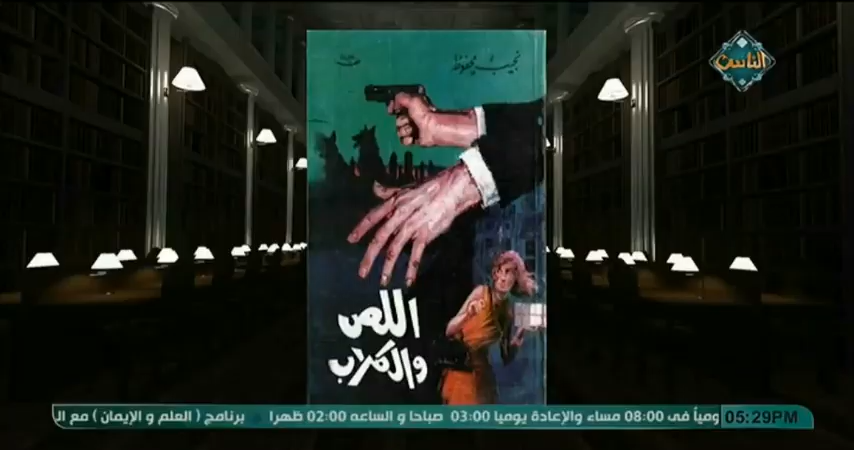 الناس
نجيب محفوظ
اللص
والكلاب
ومياً فى 08:00 مساء والإعادة يوميا 03:00 صباحا و الساعه 02:00 ظهرا برنامج ( العلم و الإيمان ) مع ال
05:29PM